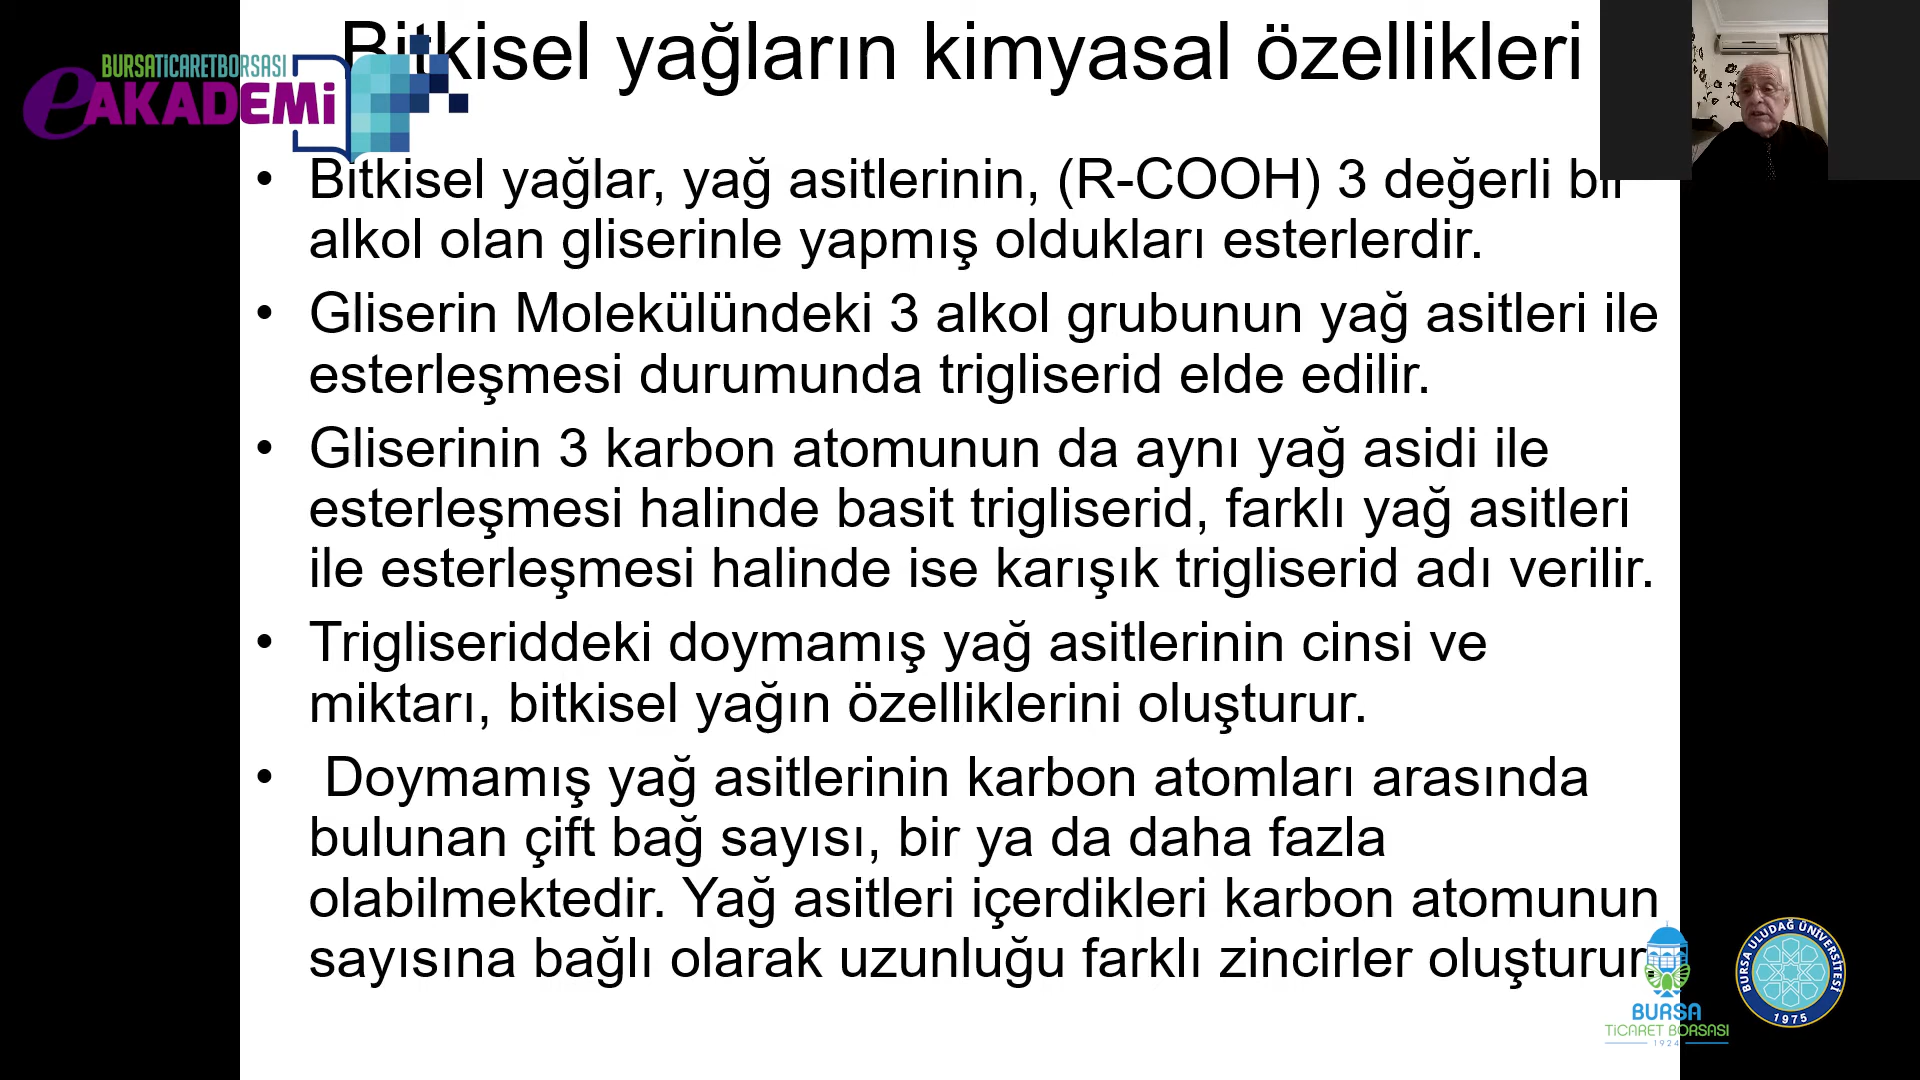 Bitkisel yağların kimyasal özellikleri
BURSATİCARETBORSASI
eAKADEMi
• Bitkisel yağlar, yağ asitlerinin, (R-COOH) 3 değerli bir
alkol olan gliserinle yapmış oldukları esterlerdir.
• Gliserin Molekülündeki 3 alkol grubunun yağ asitleri ile
esterleşmesi durumunda trigliserid elde edilir.
• Gliserinin 3 karbon atomunun da aynı yağ asidi ile
esterleşmesi halinde basit trigliserid, farklı yağ asitleri
ile esterleşmesi halinde ise karışık trigliserid adı verilir.
• Trigliseriddeki doymamış yağ asitlerinin cinsi ve
miktarı, bitkisel yağın özelliklerini oluşturur.
• Doymamış yağ asitlerinin karbon atomları arasında
bulunan çift bağ sayısı, bir ya da daha fazla
olabilmektedir. Yağ asitleri içerdikleri karbon atomunun
sayısına bağlı olarak uzunluğu farklı zincirler oluşturur
BURSA
TİCARET BORSASI
1924
BURSA ULUDAĞ ÜNİVERSİTESİ
1975